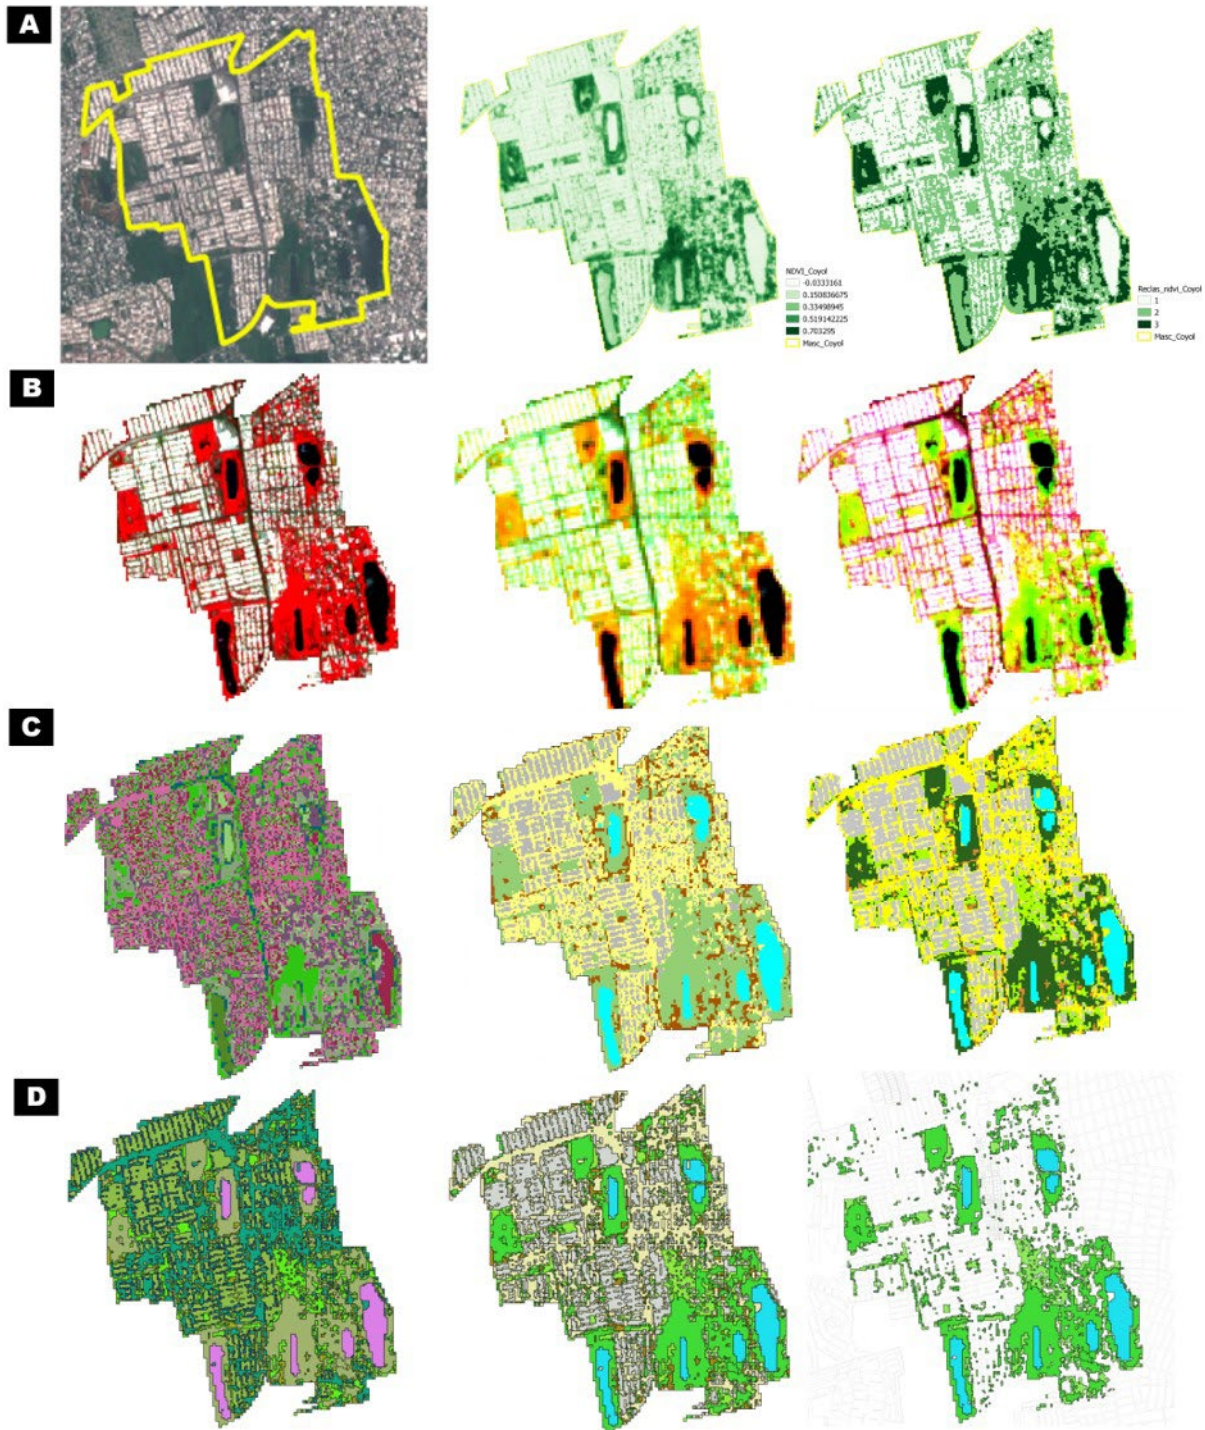 A
NDVI_Coyol
-0.0333161
0.150836675
0.33498945
0.519142225
0.703295
Masc_Coyol
Reclas_ndvi_Coyol
1
2
3
Masc_Coyol
B
C
D